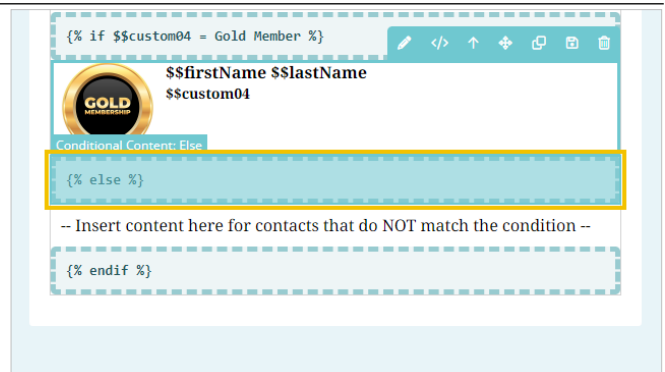 {% if $$custom04 = Gold Member %}
</>
$$firstName $$lastName
$$custom04
GOLD
MEMBERSHIP
Conditional Content: Else
{% else %}
-- Insert content here for contacts that do NOT match the condition --
{% endif %}